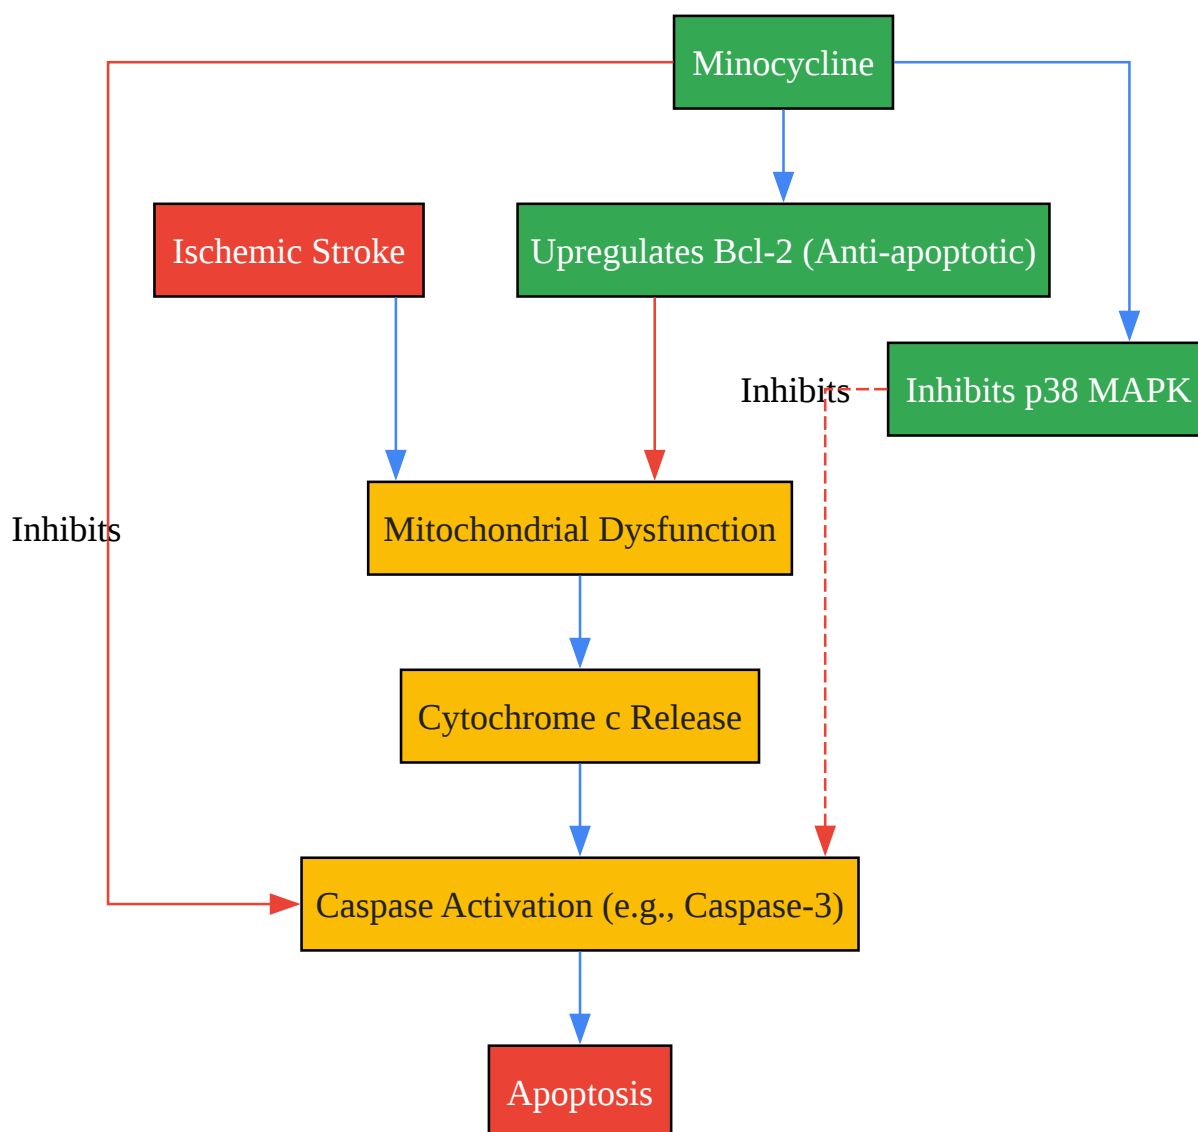 Minocycline
Ischemic Stroke
Upregulates Bcl-2 (Anti-apoptotic)
Inhibits
Inhibits p38 MAPK
Inhibits
Mitochondrial Dysfunction
Cytochrome c Release
Caspase Activation (e.g., Caspase-3)
Apoptosis